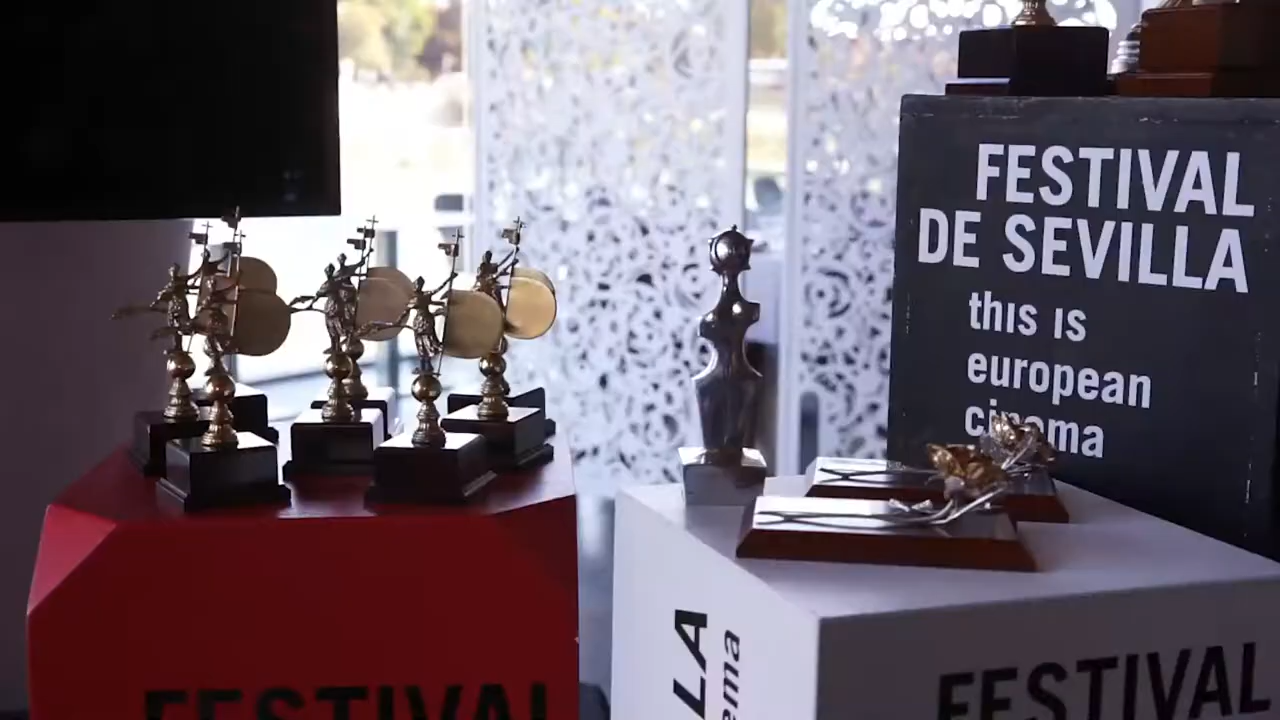 FESTIVAL
DE SEVILLA
this is
european
cinema
FESTIVAL
LA
ema
FESTIVAL